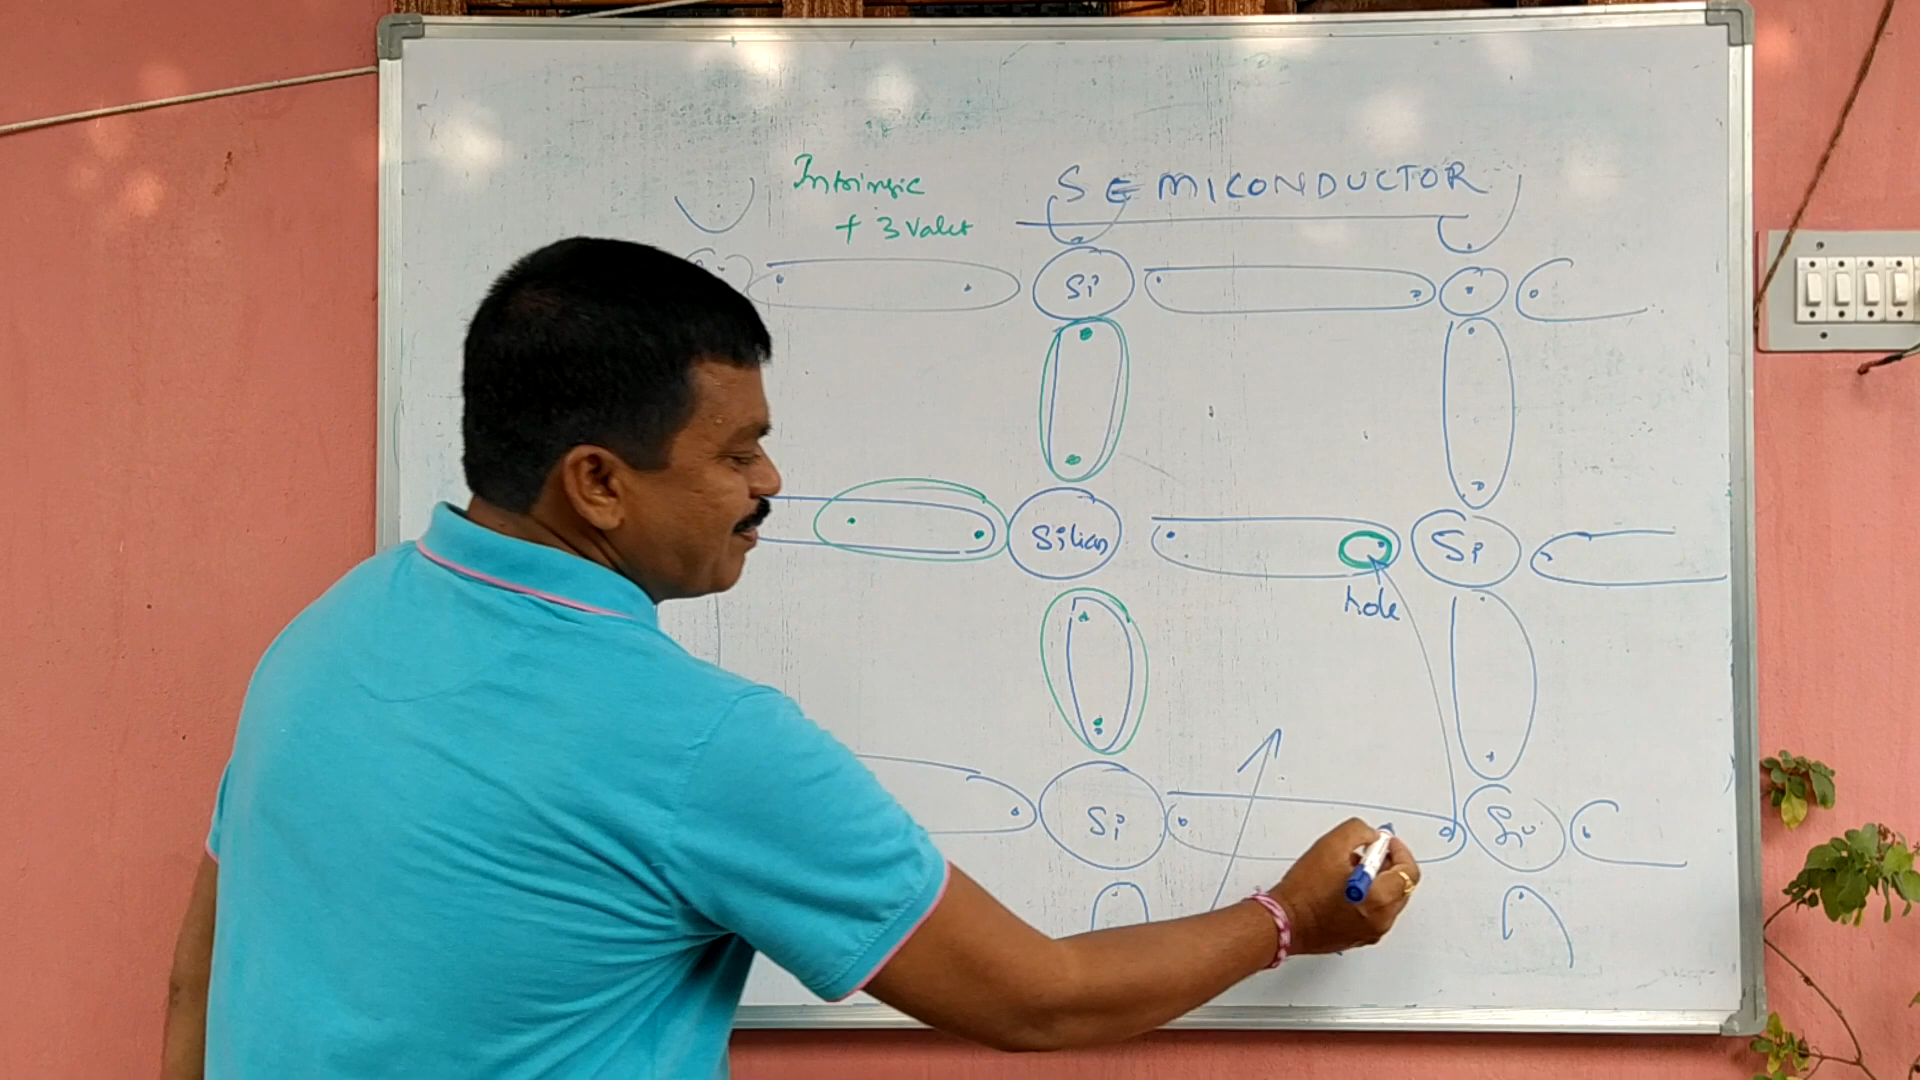 Intrinsic
SEMICONDUCTOR
+ 3 Valet
Si
Silicon
Si
hole
Si